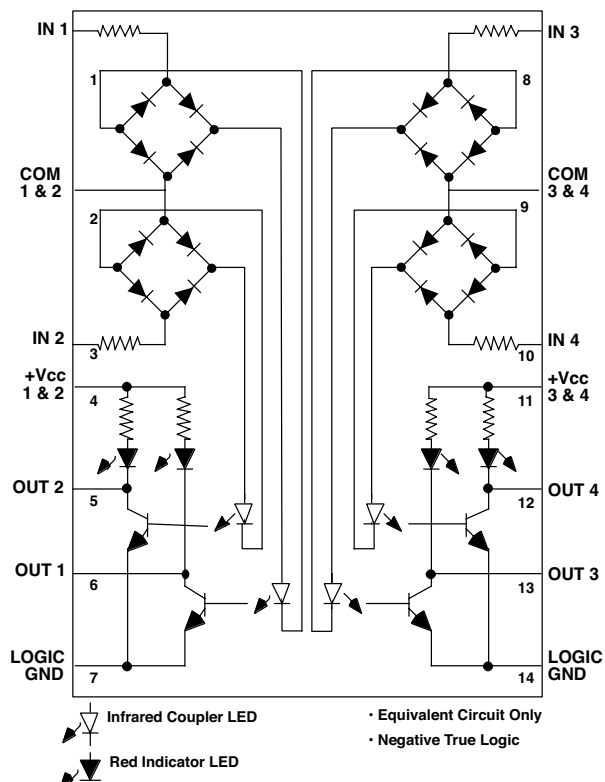 IN 1
IN 3
1
8
COM
1 & 2
COM
3 & 4
2
9
IN 2
3
IN 4
10
+Vcc
1 & 2
4
+Vcc
3 & 4
11
OUT 2
5
OUT 4
12
OUT 1
6
OUT 3
13
LOGIC
GND
7
LOGIC
GND
14
Infrared Coupler LED
Red Indicator LED
· Equivalent Circuit Only
· Negative True Logic